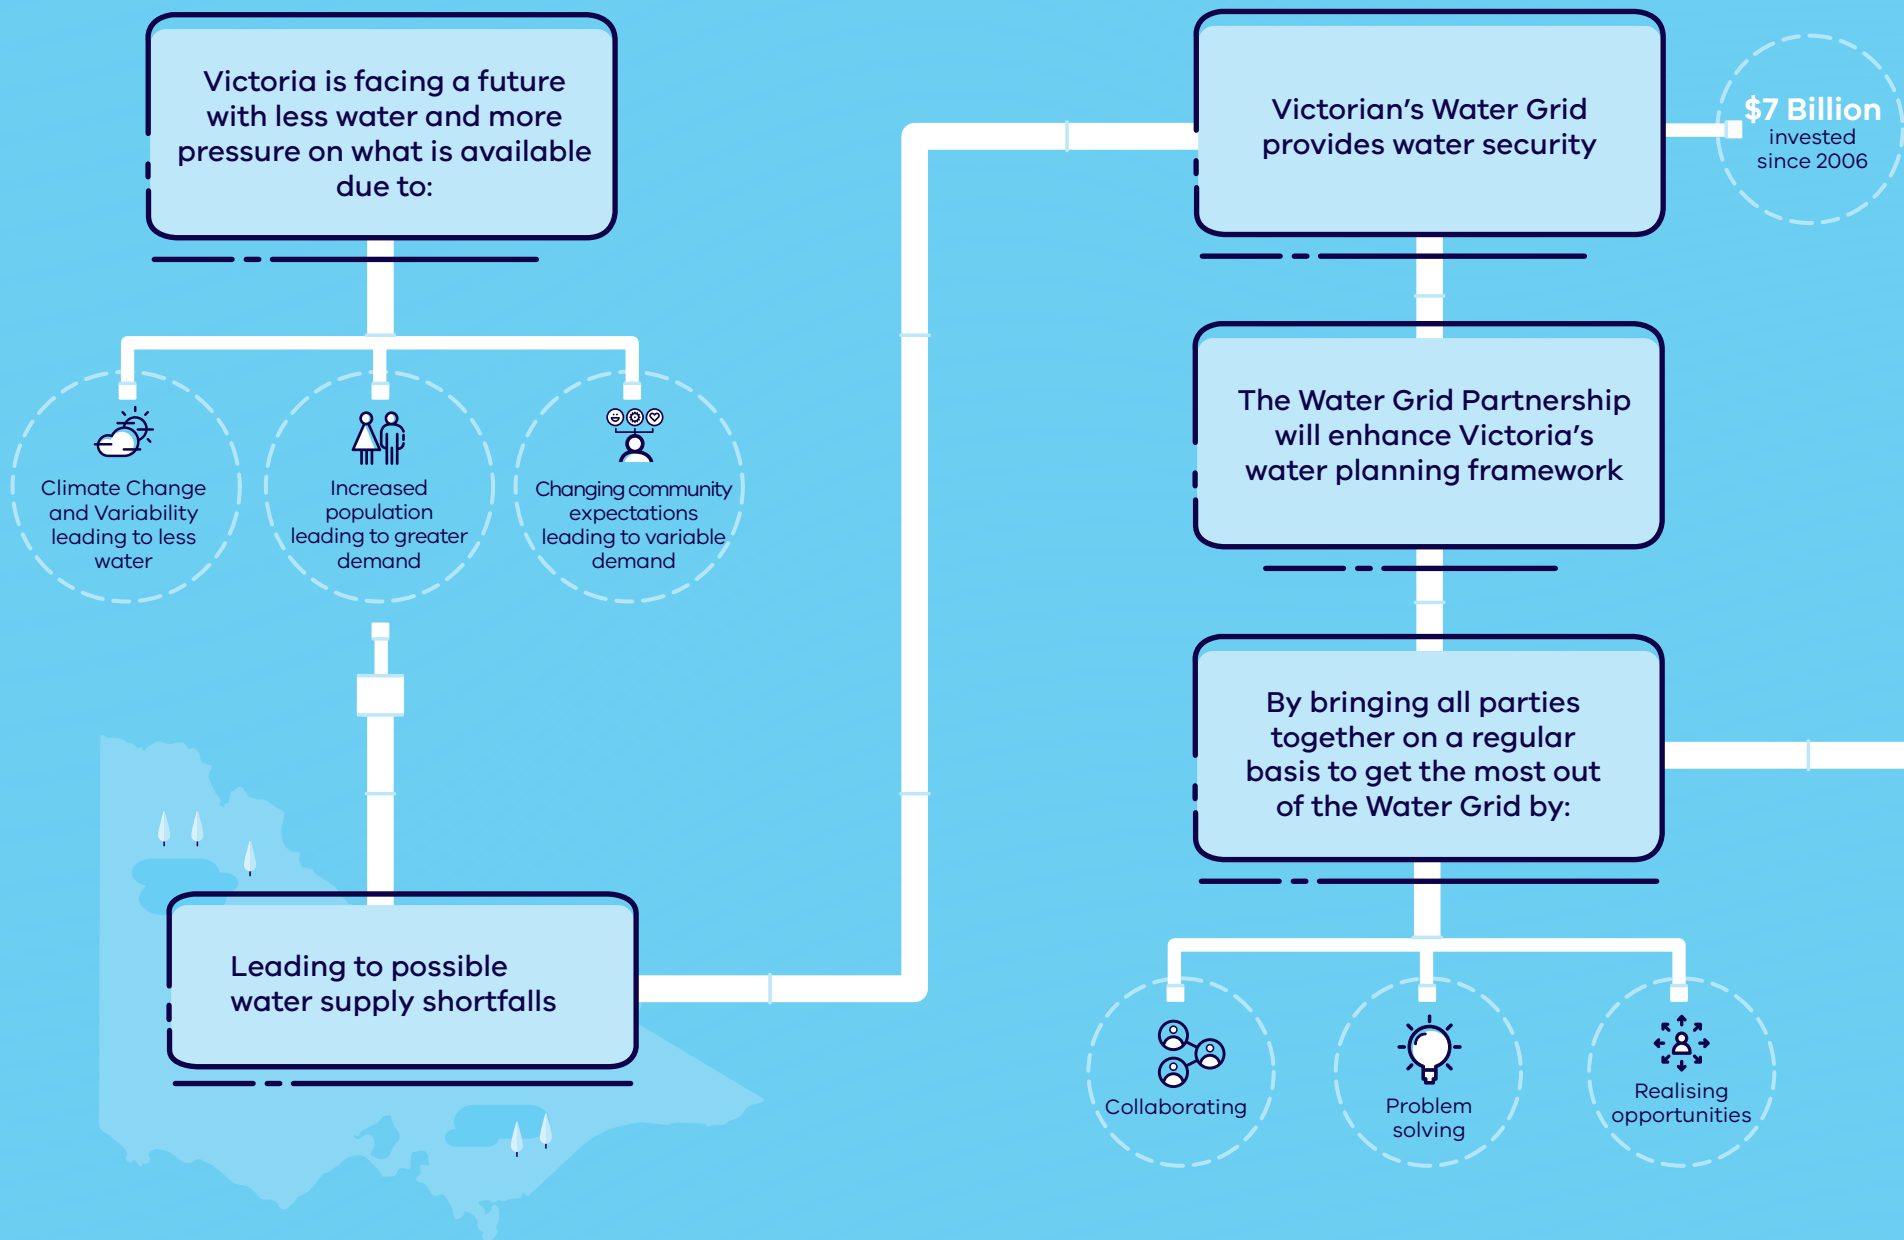 Victoria is facing a future
with less water and more
pressure on what is available
due to:
Climate Change
and Variability
leading to less
water
Increased
population
leading to greater
demand
Changing community
expectations
leading to variable
demand
Leading to possible
water supply shortfalls
Victorian’s Water Grid
provides water security
$7 Billion
invested
since 2006
The Water Grid Partnership
will enhance Victoria’s
water planning framework
By bringing all parties
together on a regular
basis to get the most out
of the Water Grid by:
Collaborating
Problem
solving
Realising
opportunities